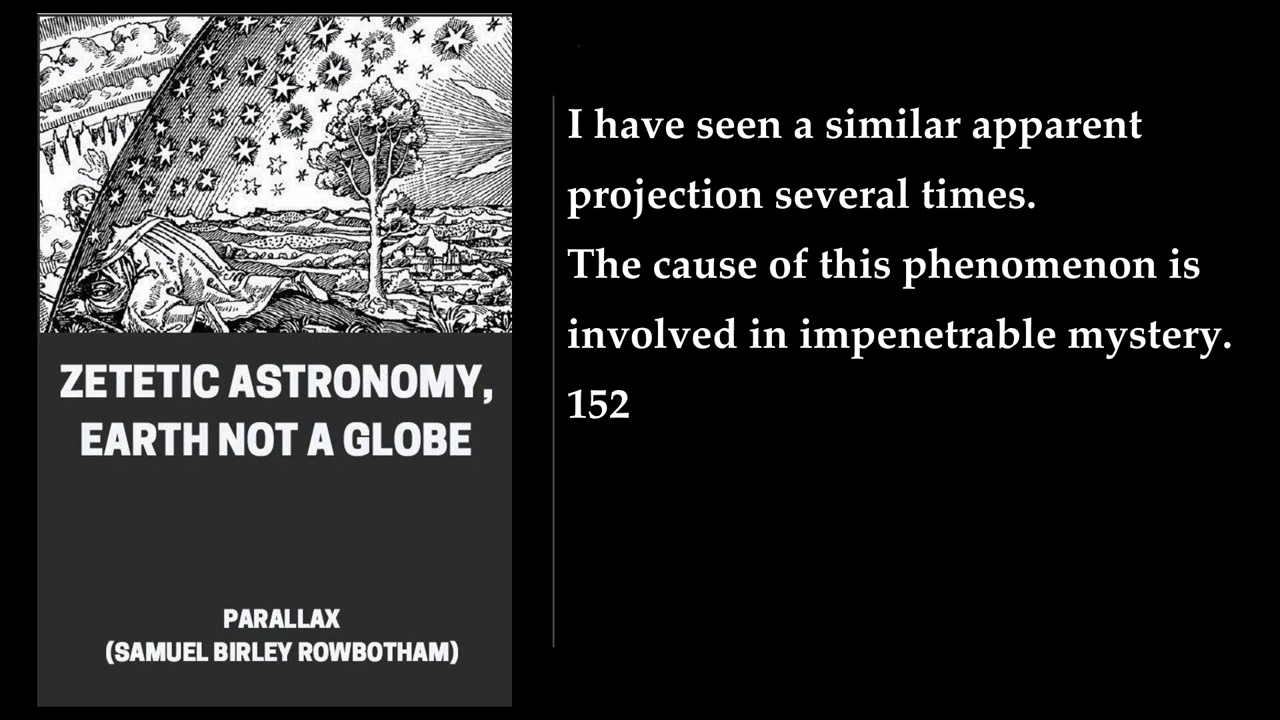 ZETETIC ASTRONOMY,
EARTH NOT A GLOBE
PARALLAX
(SAMUEL BIRLEY ROWBOTHAM)
I have seen a similar apparent
projection several times.
The cause of this phenomenon is
involved in impenetrable mystery.
152